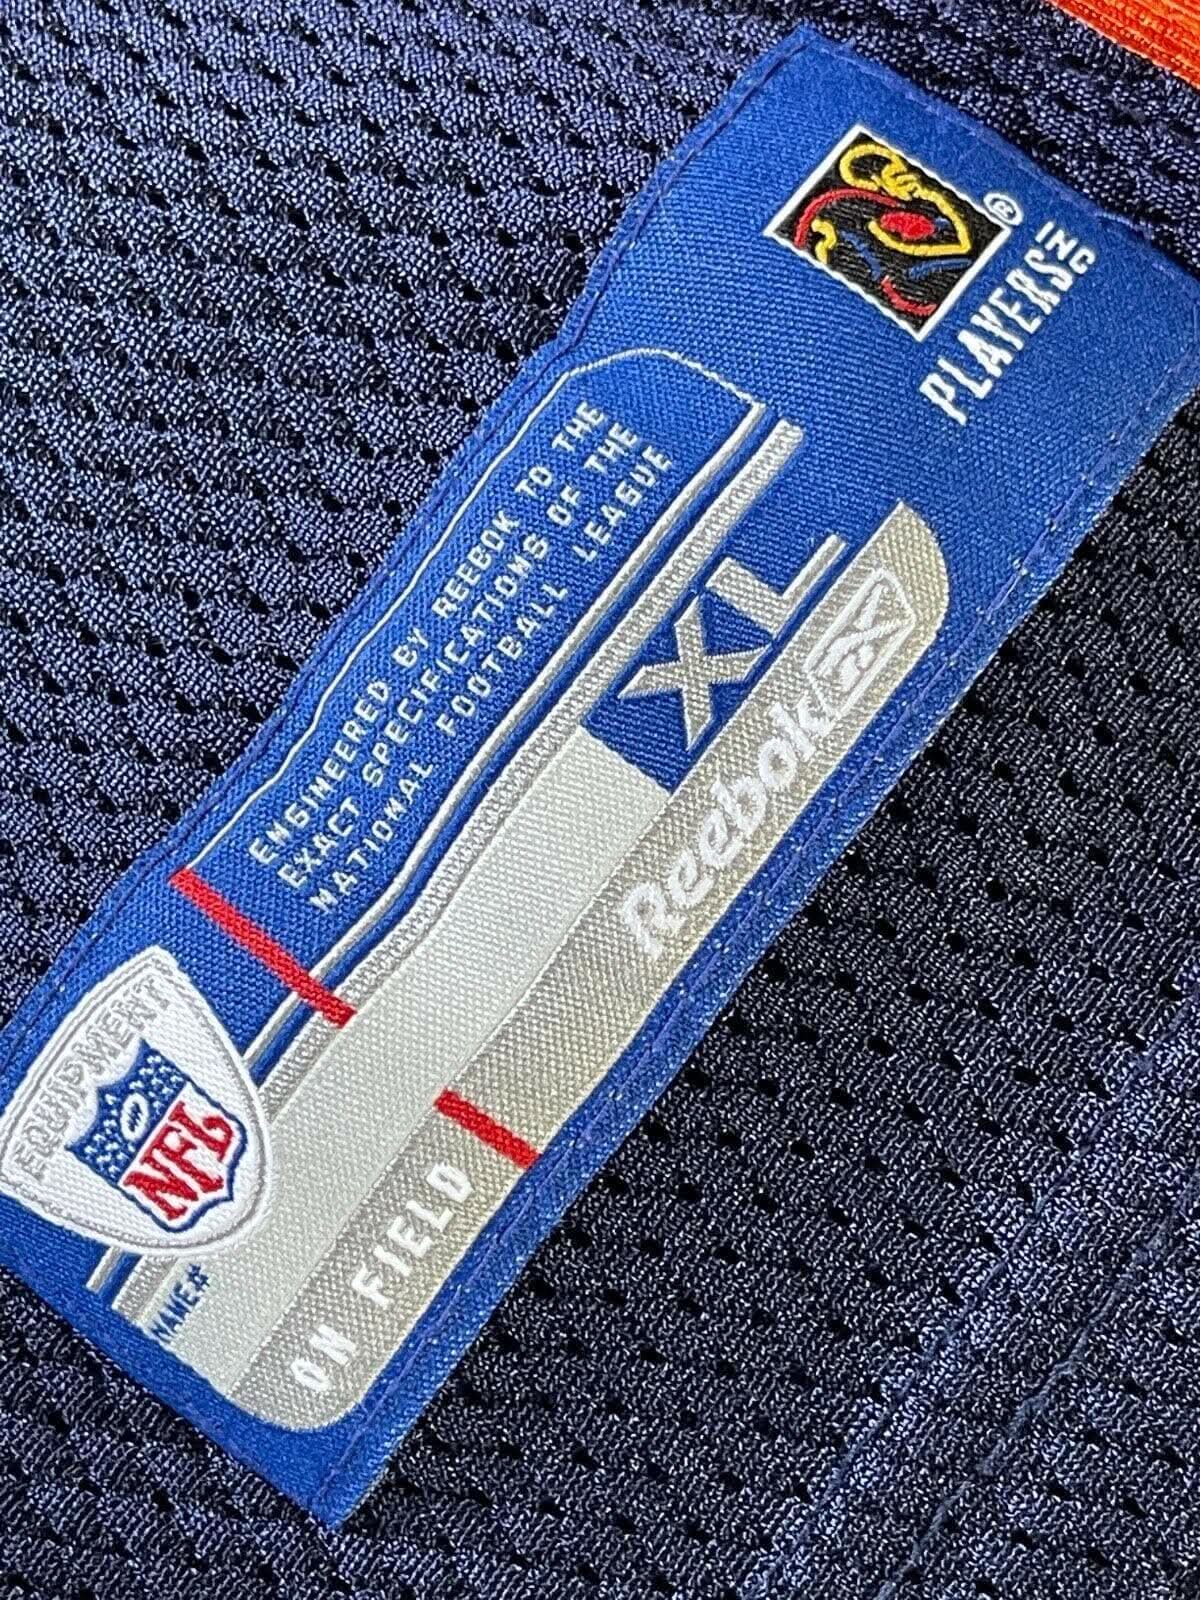 ®
PLAYERS INC
ENGINEERED BY REEBOK TO THE
EXACT SPECIFICATIONS OF THE
NATIONAL FOOTBALL LEAGUE
XL
Reebok
EQUIPMENT
NFL
NAME:#
ON FIELD